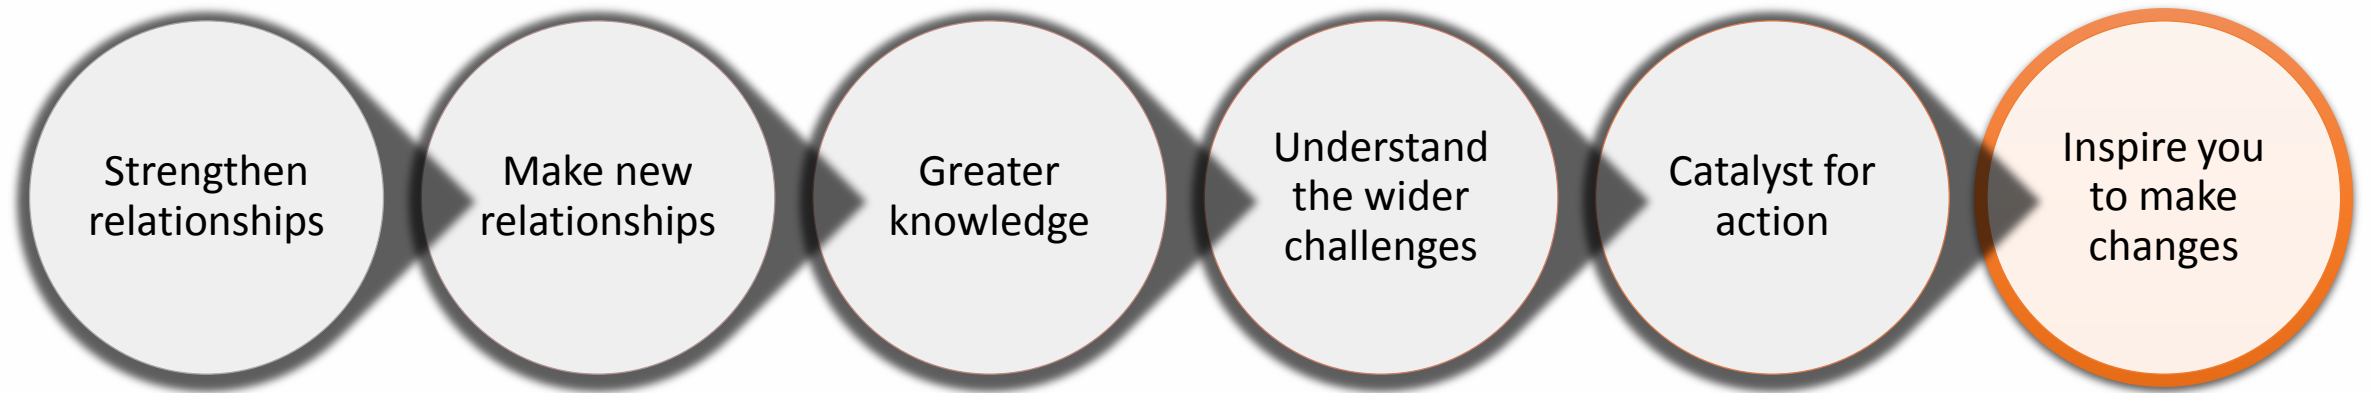 Strengthen
relationships
Make new
relationships
Greater
knowledge
Understand
the wider
challenges
Catalyst for
action
Inspire you
to make
changes